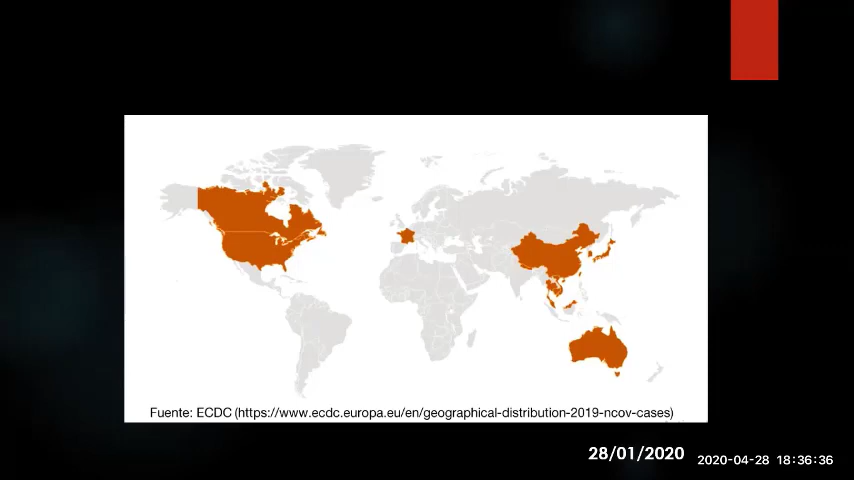 Fuente: ECDC (https://www.ecdc.europa.eu/en/geographical-distribution-2019-ncov-cases)
28/01/2020
2020-04-28 18:36:36